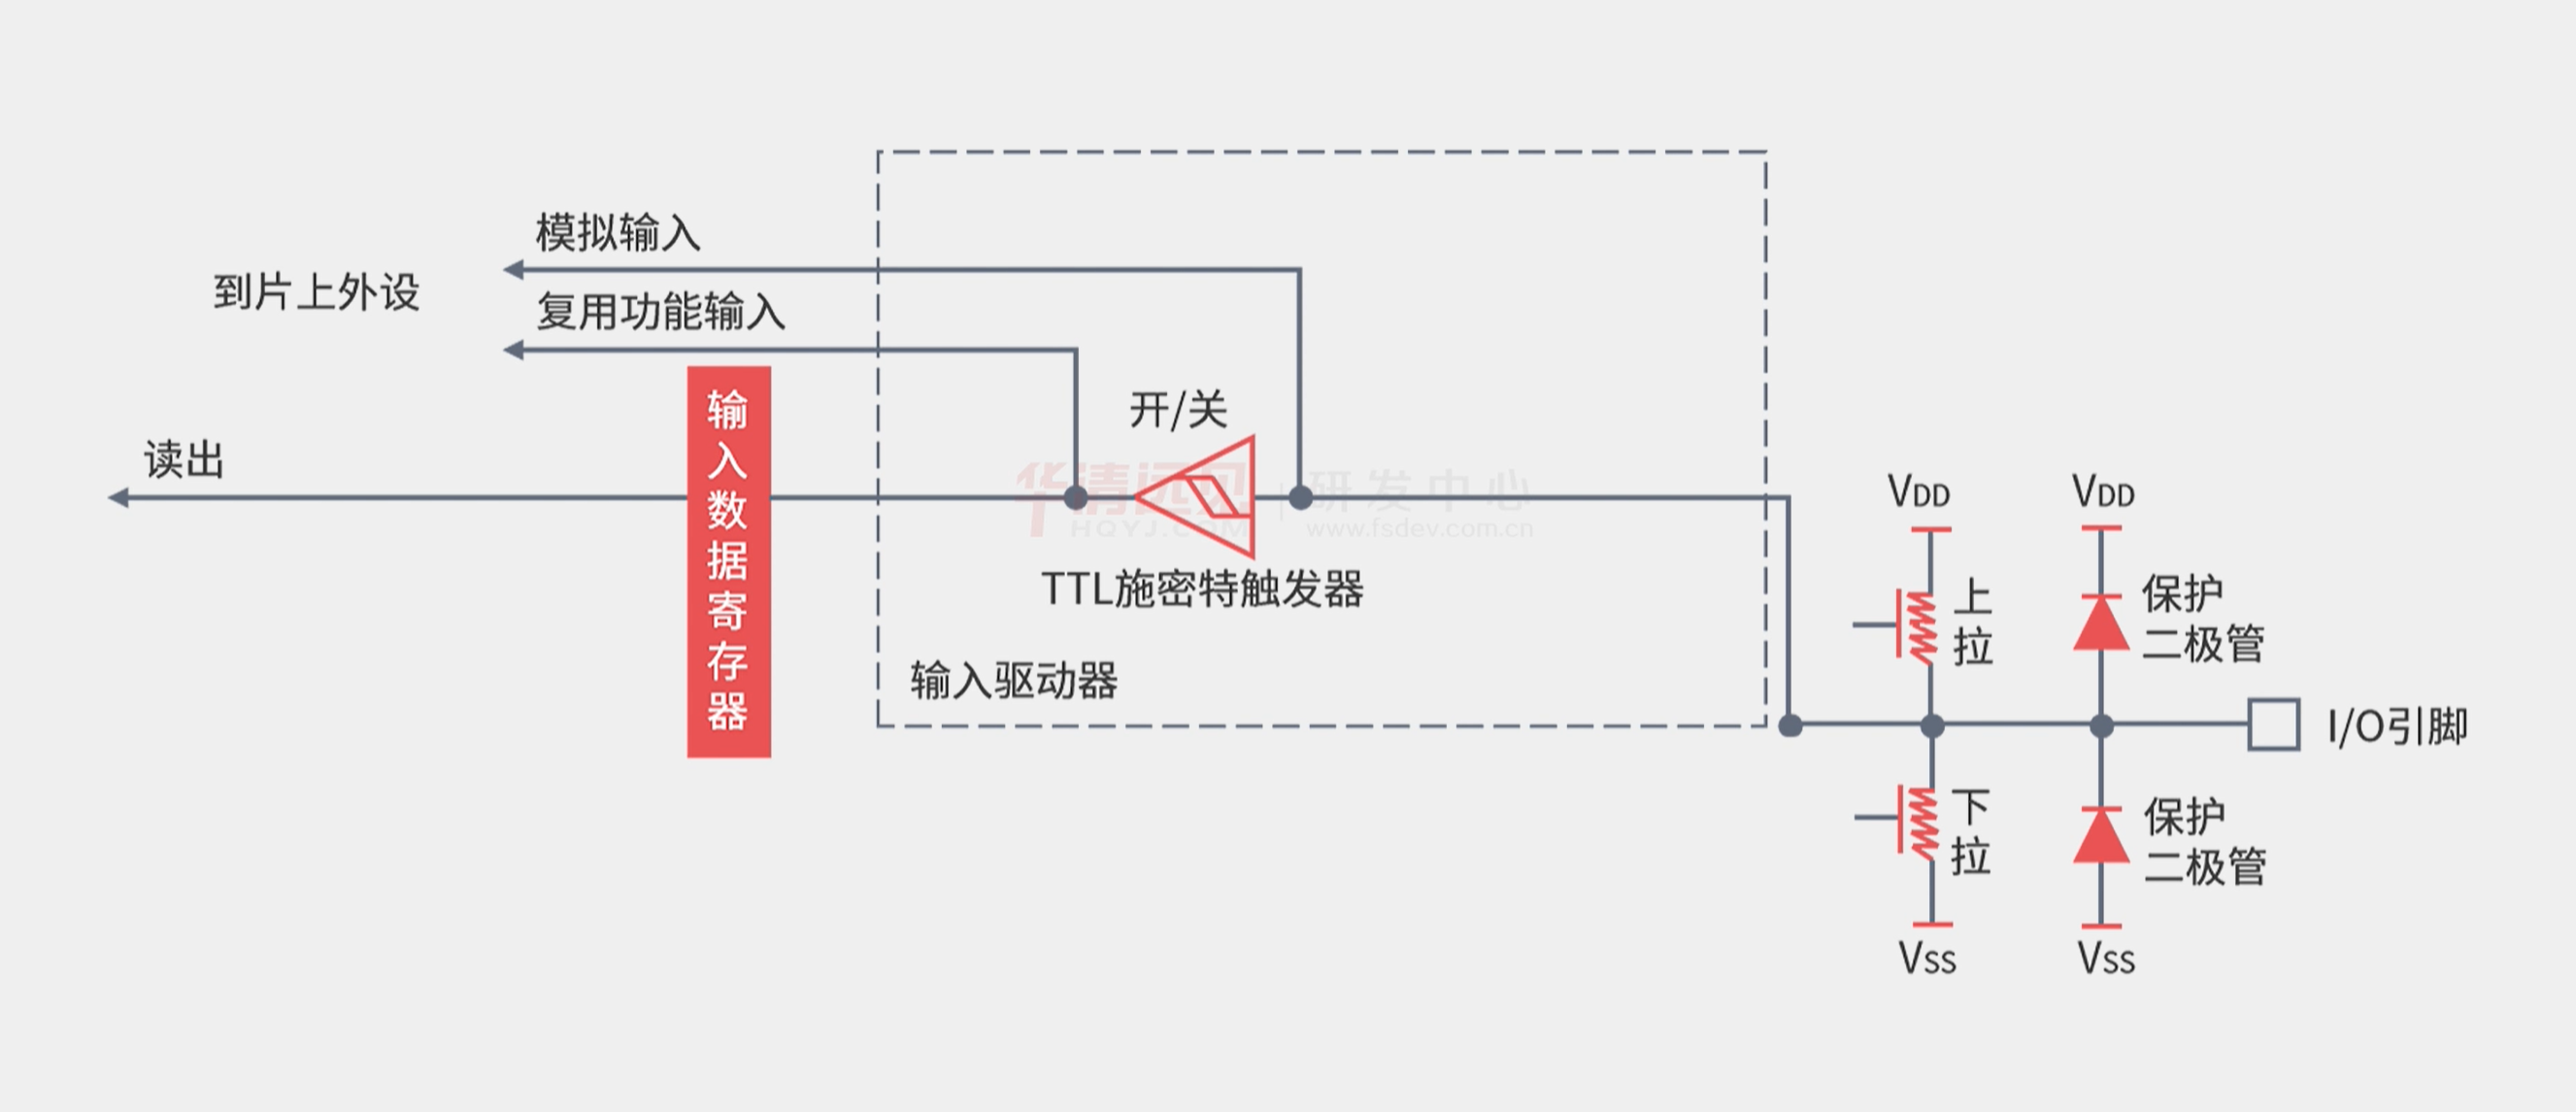 模拟输入
到片上外设
复用功能输入
开/关
读出
输入数据寄存器
华清远见
HQYJ.COM
研发中心
www.fsdev.com.cn
TTL施密特触发器
输入驱动器
VDD
VDD
上拉
保护
二极管
I/O引脚
下拉
保护
二极管
VSS
VSS